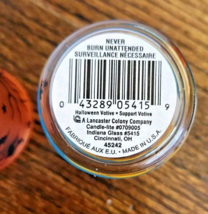 NEVER
BURN UNATTENDED
SURVEILLANCE NÉCESSAIRE
0 43289 05415 9
Halloween Votive • Support Votive
A Lancaster Colony Company
Candle-lite #0709005
Indiana Glass #5415
Cincinnati, OH
45242
FABRIQUÉ AUX E.U. • MADE IN U.S.A.